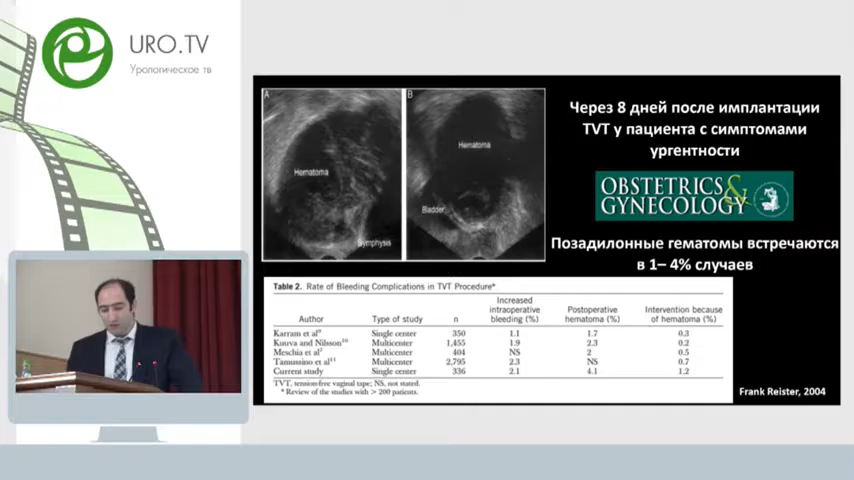 URO.TV
Урологическое тв
A
B
Hematoma
Hematoma
Bladder
Symphysis
Через 8 дней после имплантации
TVT у пациента с симптомами
ургентности
OBSTETRICS &
GYNECOLOGY
Позадилонные гематомы встречаются
в 1– 4% случаев
Table 2. Rate of Bleeding Complications in TVT Procedure*
Author Type of study n Increased intraoperative bleeding (%) Postoperative hematoma (%) Intervention because of hematoma (%)
Karram et al⁹ Single center 350 1.1 1.7 0.3
Kuuva and Nilsson¹⁰ Multicenter 1,455 1.9 2.3 0.2
Meschia et al⁷ Multicenter 404 NS 2 0.5
Tamussino et al¹¹ Multicenter 2,795 2.3 NS 0.7
Current study Single center 336 2.1 4.1 1.2
TVT, tension-free vaginal tape; NS, not stated.
* Review of the studies with > 200 patients.
Frank Reister, 2004